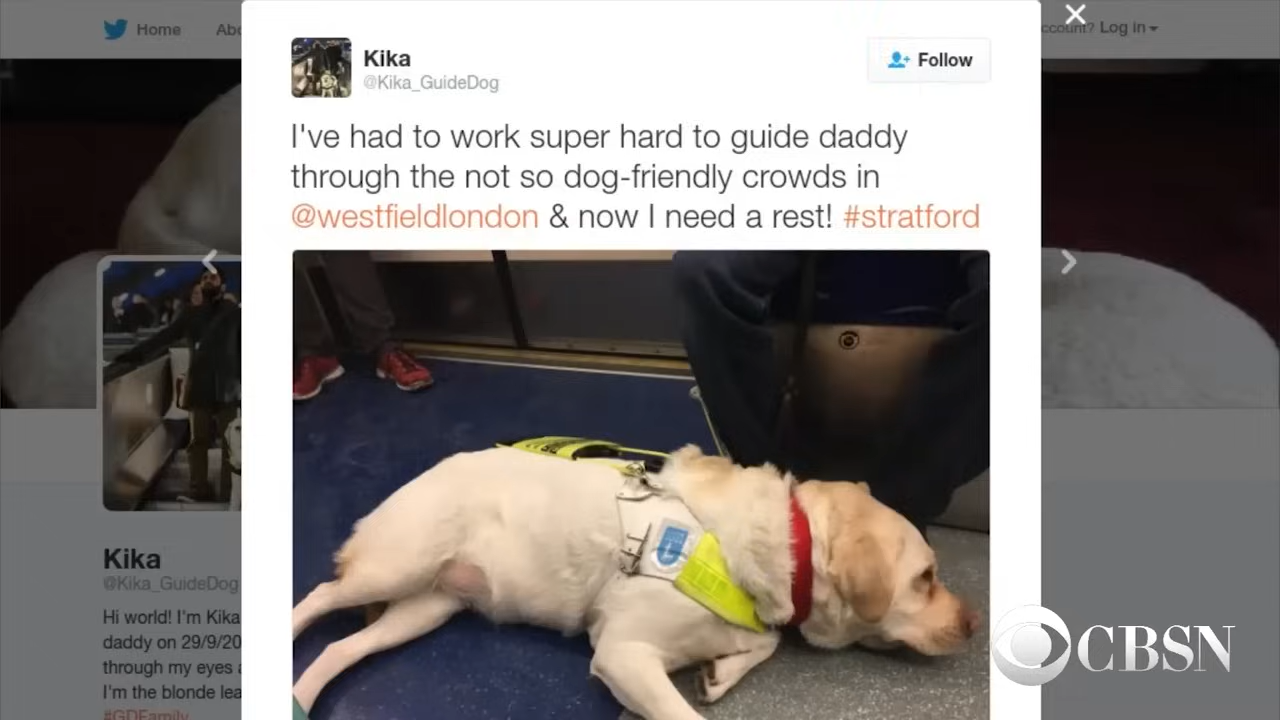 Home
Kika
@Kika_GuideDog
Follow
Log in
I've had to work super hard to guide daddy
through the not so dog-friendly crowds in
@westfieldlondon & now I need a rest! #stratford
Kika
@Kika_GuideDog
Hi world! I'm Kika
daddy on 29/9/20
through my eyes
I'm the blonde
#GDFamily
CBSN